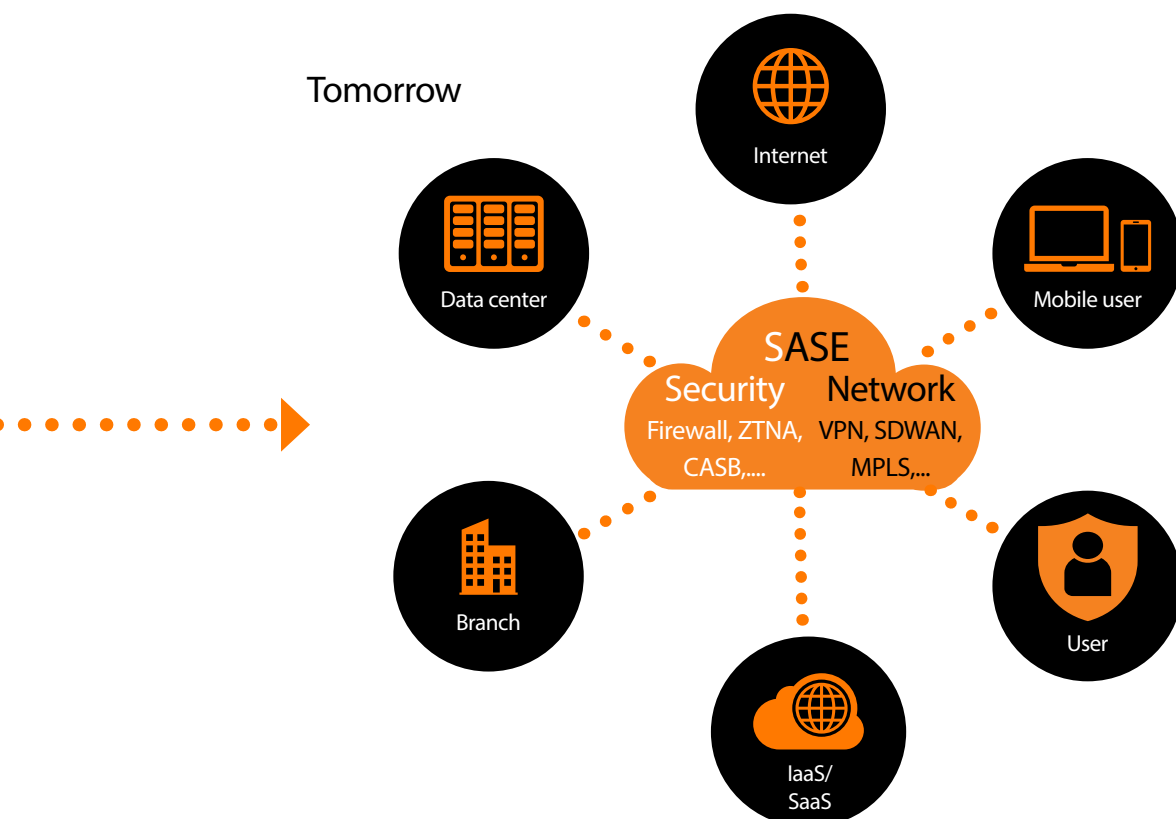 Tomorrow
Internet
Data center
Mobile user
SASE
Security
Network
Firewall, ZTNA,
VPN, SDWAN,
CASB,....
MPLS,...
Branch
User
IaaS/
SaaS